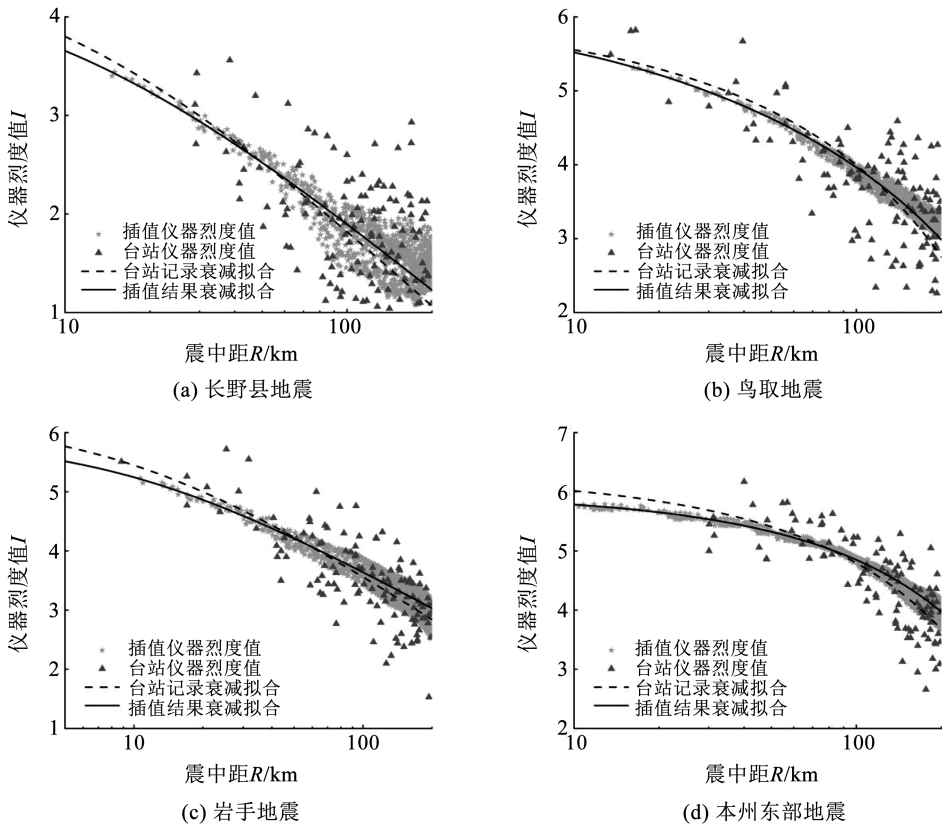 4
3
2
1
10
100
仪器烈度值I
插值仪器烈度值
台站仪器烈度值
台站记录衰减拟合
插值结果衰减拟合
震中距R/km
(a) 长野县地震
6
5
4
3
2
10
100
仪器烈度值I
插值仪器烈度值
台站仪器烈度值
台站记录衰减拟合
插值结果衰减拟合
震中距R/km
(b) 鸟取地震
6
5
4
3
2
1
10
100
仪器烈度值I
插值仪器烈度值
台站仪器烈度值
台站记录衰减拟合
插值结果衰减拟合
震中距R/km
(c) 岩手地震
7
6
5
4
3
2
10
100
仪器烈度值I
插值仪器烈度值
台站仪器烈度值
台站记录衰减拟合
插值结果衰减拟合
震中距R/km
(d) 本州东部地震